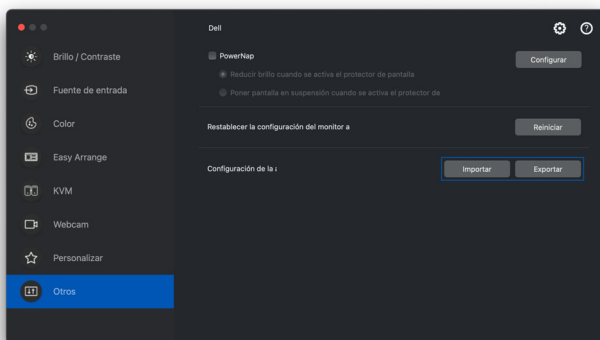 Dell
Brillo / Contraste
Fuente de entrada
Color
Easy Arrange
KVM
Webcam
Personalizar
Otros
PowerNap
Configurar
Reducir brillo cuando se activa el protector de pantalla
Poner pantalla en suspensión cuando se activa el protector de
Restablecer la configuración del monitor a
Reiniciar
Configuración de la
Importar
Exportar